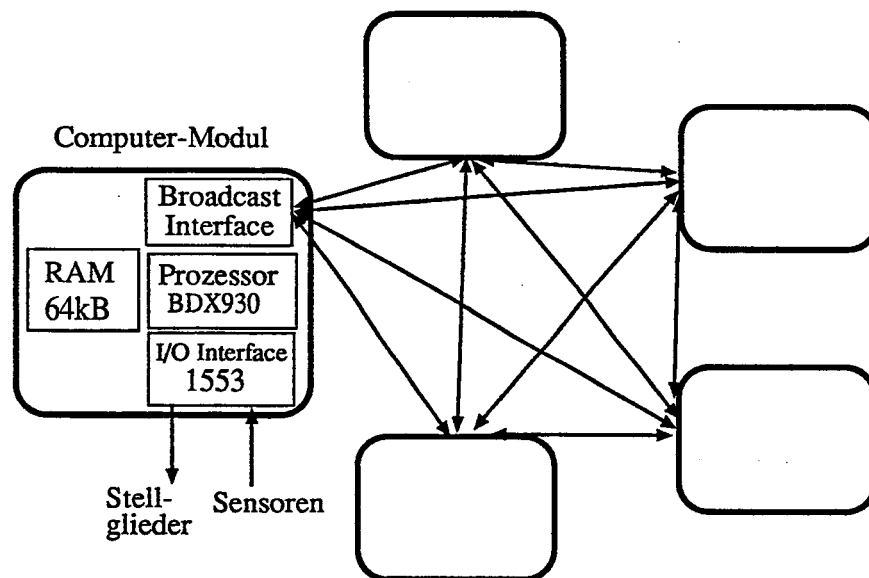 Computer-Modul
Broadcast
Interface
RAM
64kB
Prozessor
BDX930
I/O Interface
1553
Stell-
glieder
Sensoren